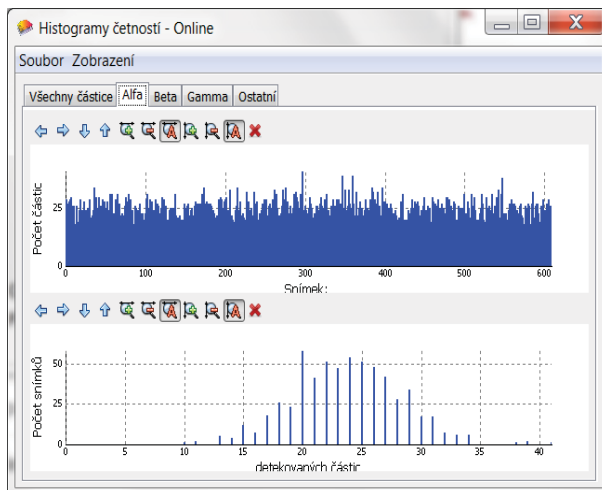 Histogramy četností - Online
Soubor Zobrazení
Všechny částice Alfa Beta Gamma Ostatní
Počet částic
25
0
0 100 200 300 400 500 600
Snímek:
Počet snímků
50
25
0
0 5 10 15 20 25 30 35 40
detekovaných částic